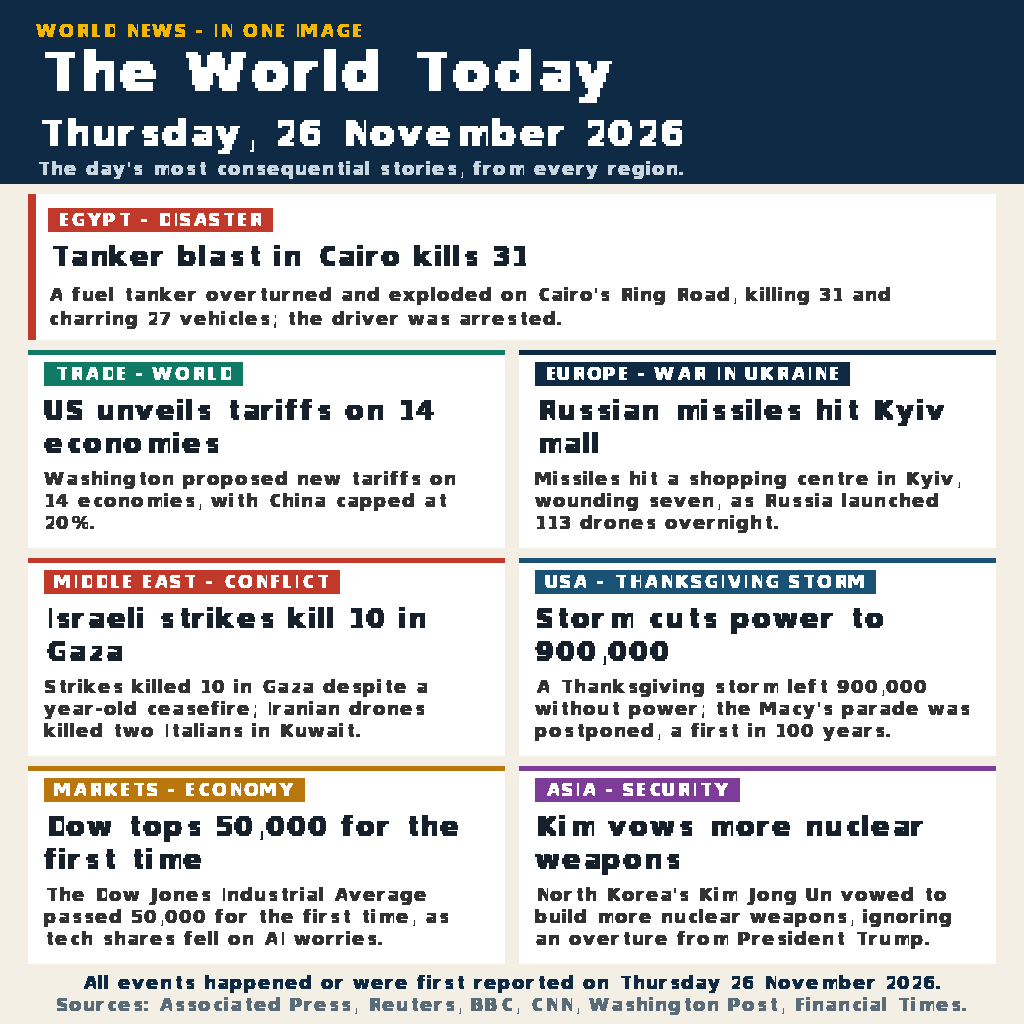 WORLD NEWS - IN ONE IMAGE
The World Today
Thursday, 26 November 2026
The day's most consequential stories, from every region.
EGYPT - DISASTER
Tanker blast in Cairo kills 31
A fuel tanker overturned and exploded on Cairo's Ring Road, killing 31 and
charring 27 vehicles; the driver was arrested.
TRADE - WORLD
US unveils tariffs on 14
economies
Washington proposed new tariffs on
14 economies, with China capped at
20%.
EUROPE - WAR IN UKRAINE
Russian missiles hit Kyiv
mall
Missiles hit a shopping centre in Kyiv,
wounding seven, as Russia launched
113 drones overnight.
MIDDLE EAST - CONFLICT
Israeli strikes kill 10 in
Gaza
Strikes killed 10 in Gaza despite a
year-old ceasefire; Iranian drones
killed two Italians in Kuwait.
USA - THANKSGIVING STORM
Storm cuts power to
900,000
A Thanksgiving storm left 900,000
without power; the Macy's parade was
postponed, a first in 100 years.
MARKETS - ECONOMY
Dow tops 50,000 for the
first time
The Dow Jones Industrial Average
passed 50,000 for the first time, as
tech shares fell on AI worries.
ASIA - SECURITY
Kim vows more nuclear
weapons
North Korea's Kim Jong Un vowed to
build more nuclear weapons, ignoring
an overture from President Trump.
All events happened or were first reported on Thursday 26 November 2026.
Sources: Associated Press, Reuters, BBC, CNN, Washington Post, Financial Times.